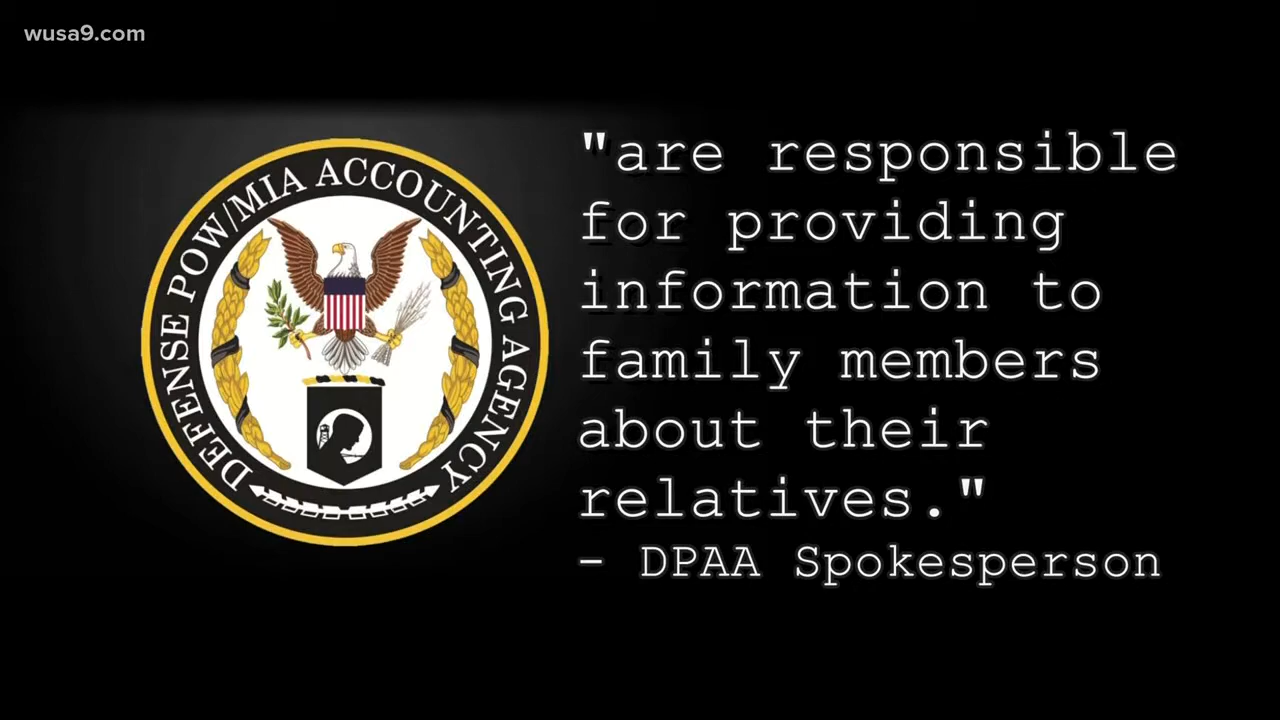 wusa9.com
DEFENSE POW/MIA ACCOUNTING AGENCY
"are responsible
for providing
information to
family members
about their
relatives."
- DPAA Spokesperson